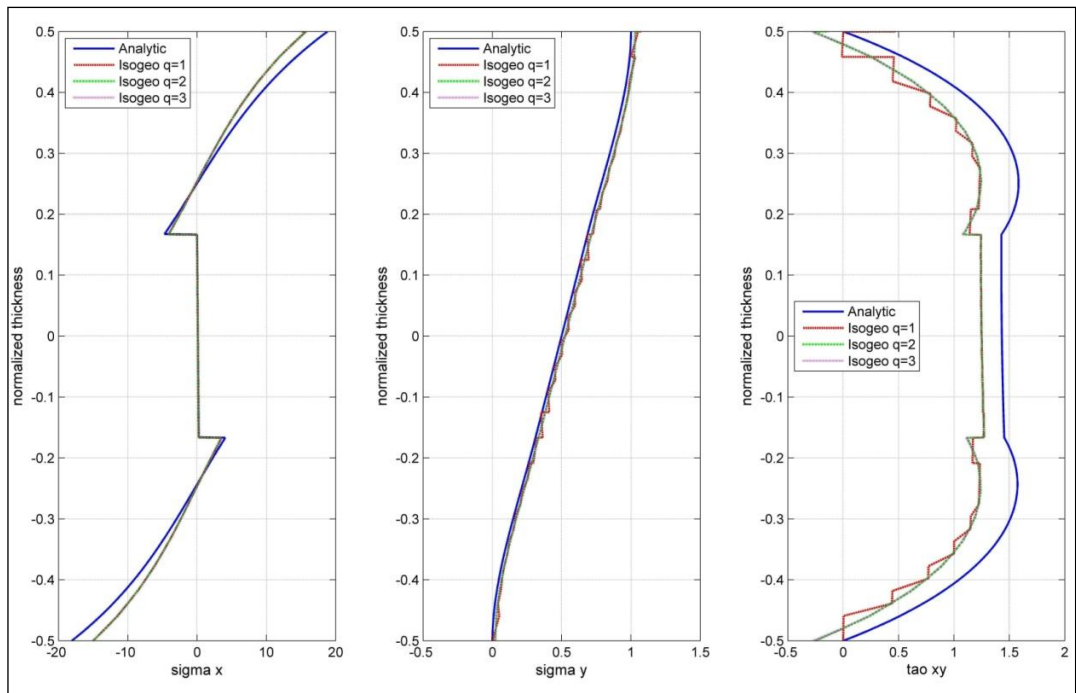 0.5
0.4
0.3
0.2
0.1
0
-0.1
-0.2
-0.3
-0.4
-0.5
normalized thickness
Analytic
Isogeo q=1
Isogeo q=2
Isogeo q=3
-20
-10
0
10
20
sigma x
0.5
0.4
0.3
0.2
0.1
0
-0.1
-0.2
-0.3
-0.4
-0.5
normalized thickness
Analytic
Isogeo q=1
Isogeo q=2
Isogeo q=3
-0.5
0
0.5
1
1.5
sigma y
0.5
0.4
0.3
0.2
0.1
0
-0.1
-0.2
-0.3
-0.4
-0.5
normalized thickness
Analytic
Isogeo q=1
Isogeo q=2
Isogeo q=3
-0.5
0
0.5
1
1.5
2
tao xy